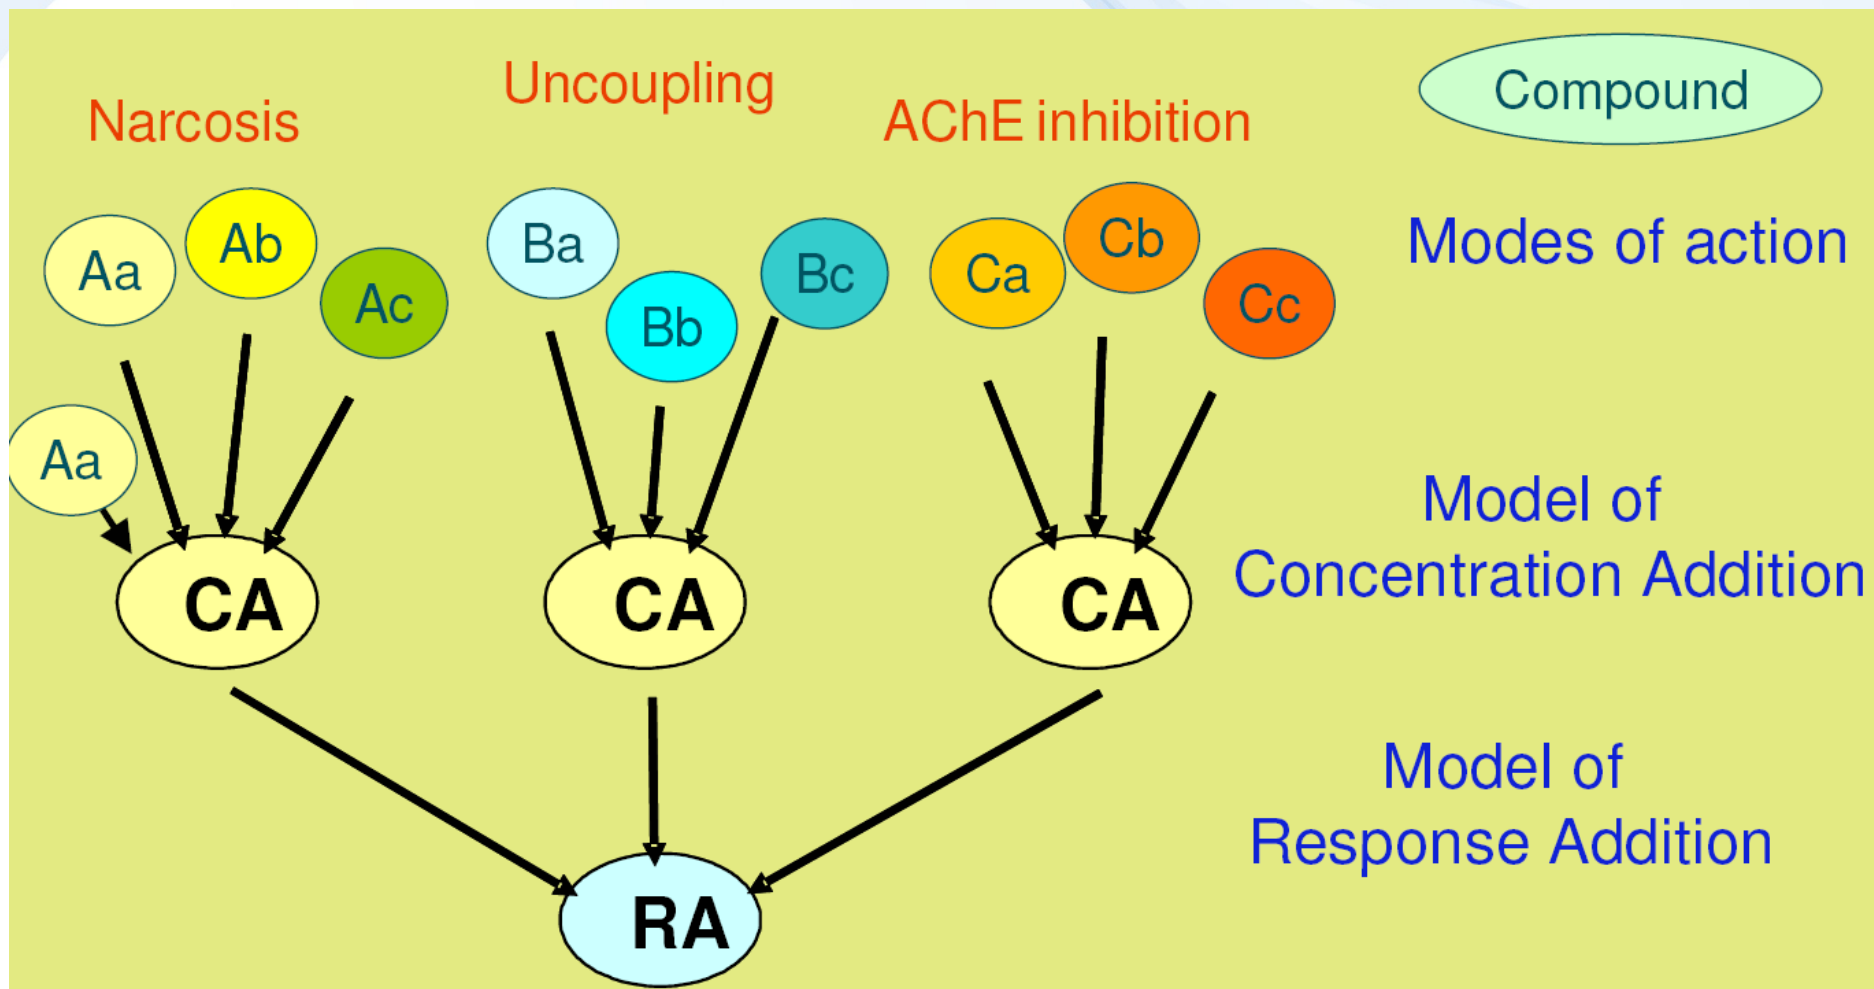 Narcosis
Uncoupling
AChE inhibition
Compound
Aa
Ab
Ac
Ba
Bb
Bc
Ca
Cb
Cc
Modes of action
Aa
CA
CA
CA
Model of
Concentration Addition
RA
Model of
Response Addition